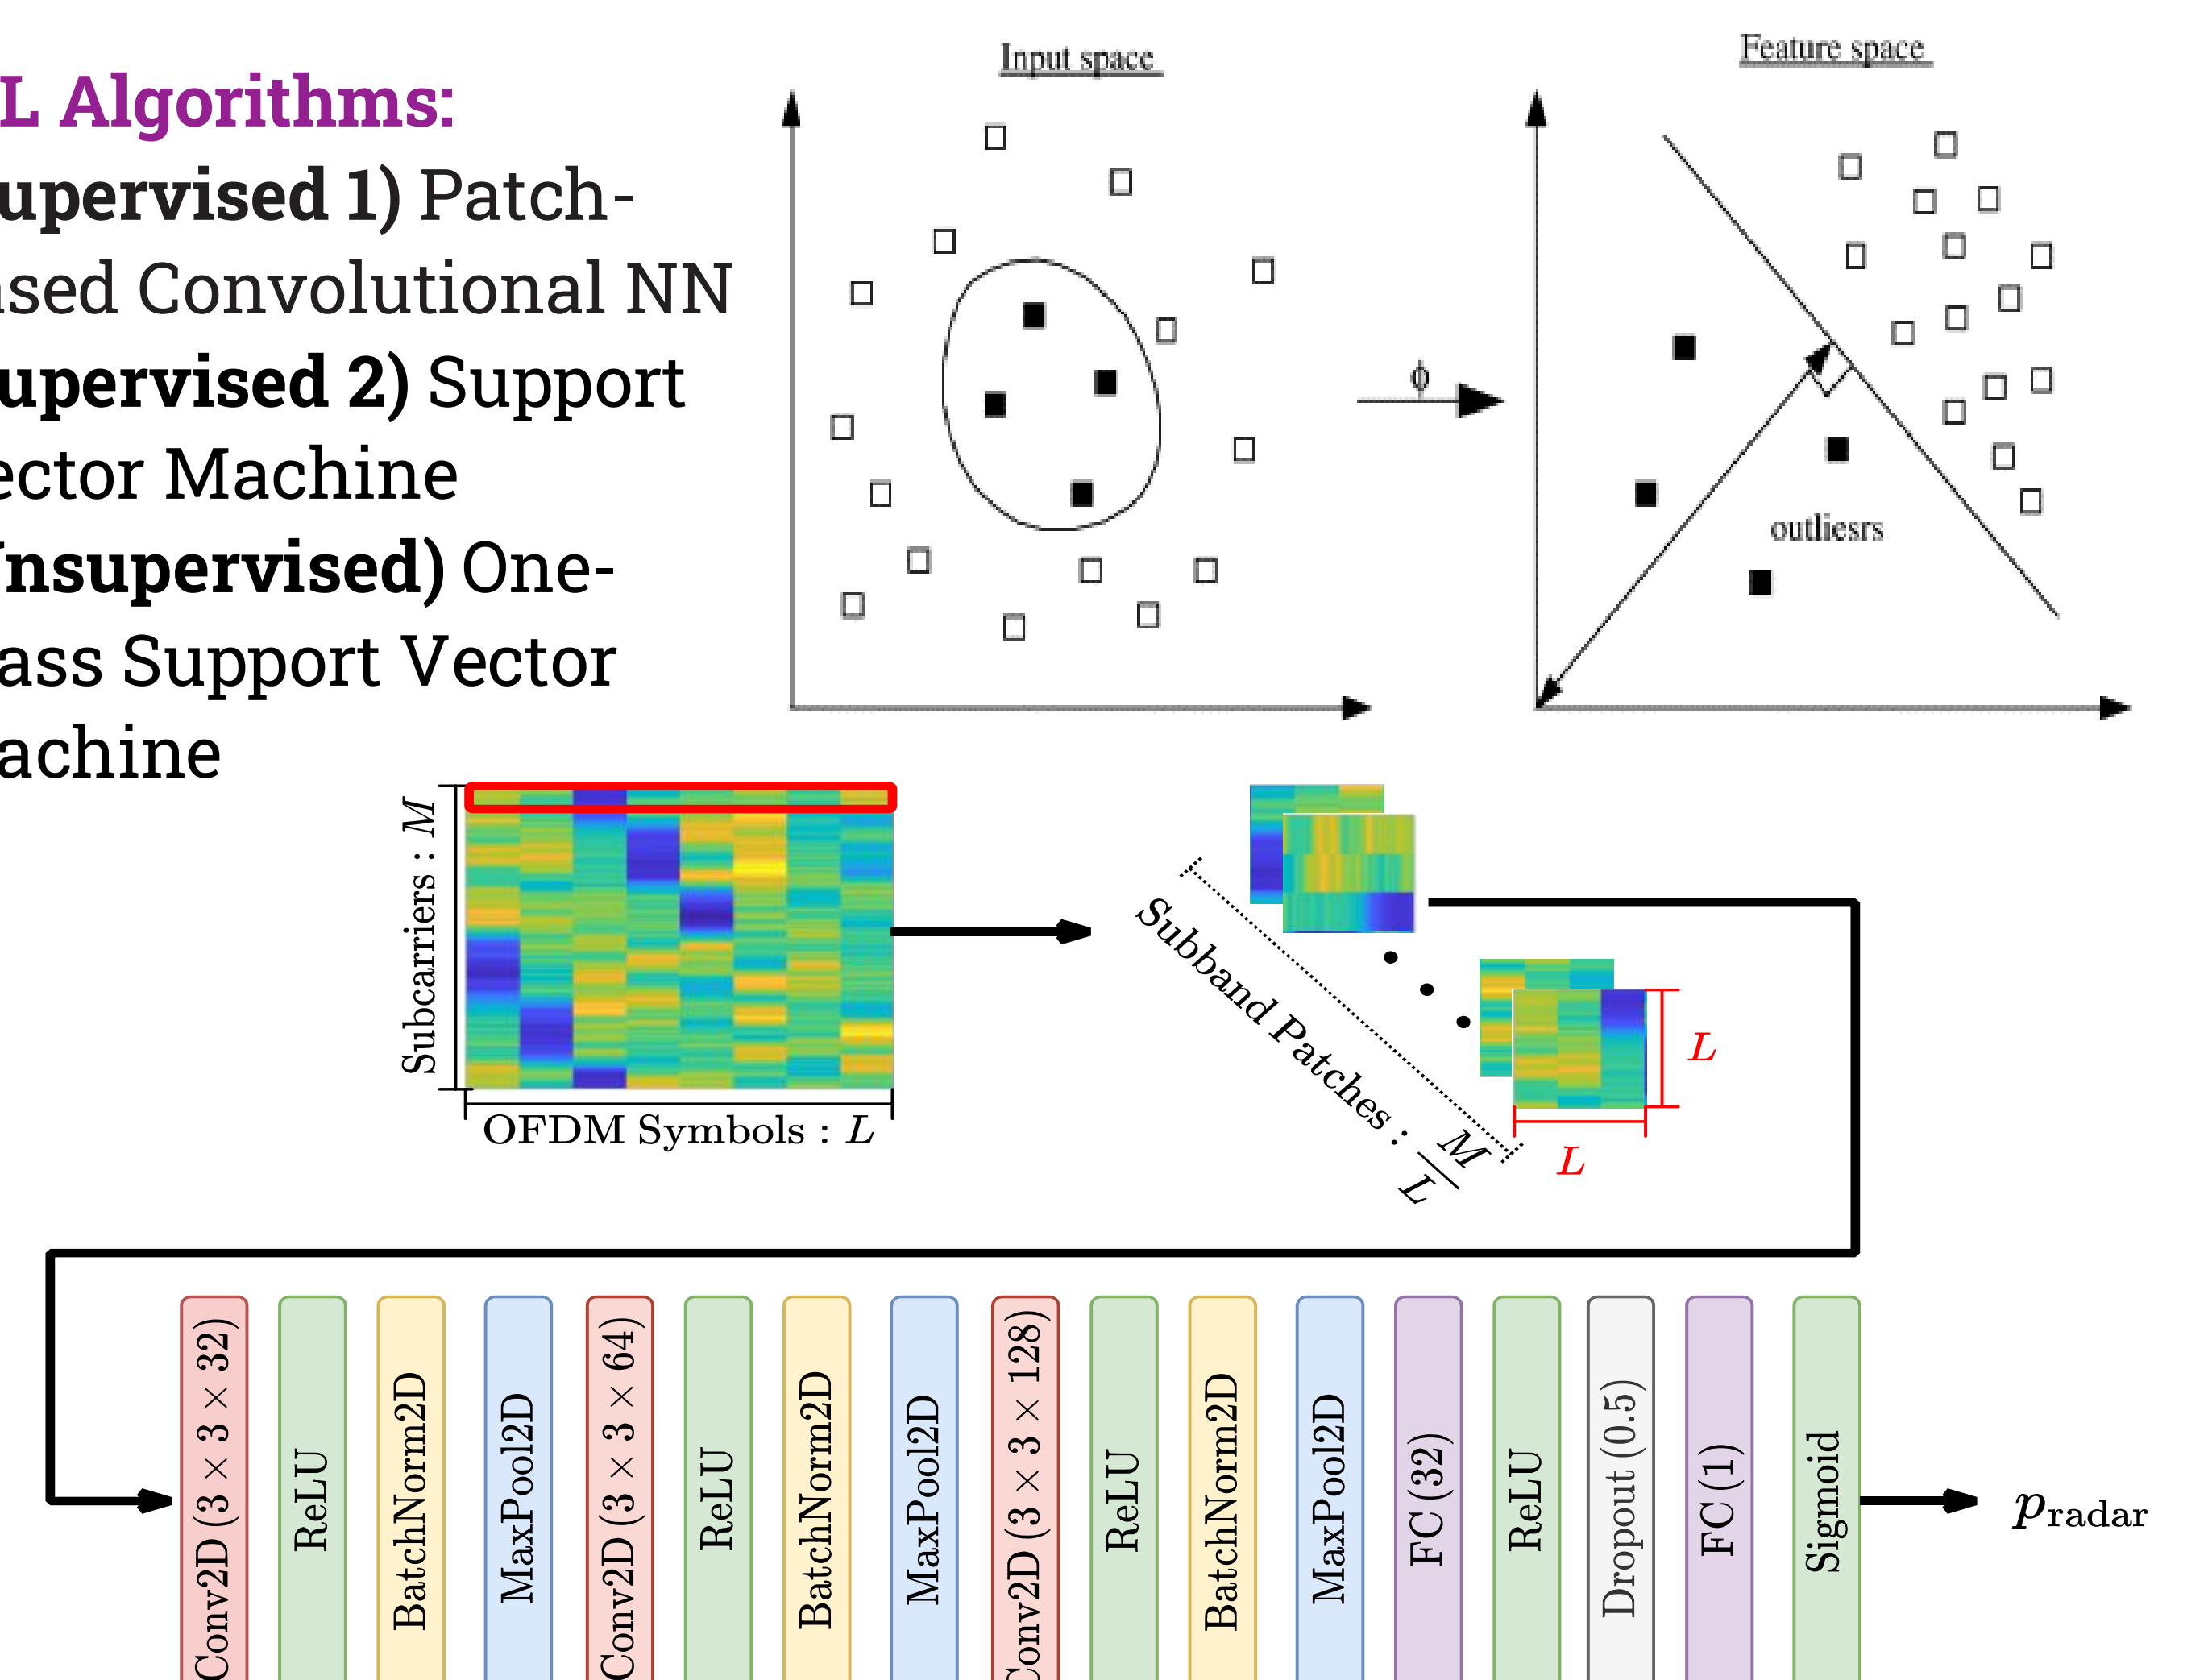 L Algorithms:
upervised 1) Patch-
ased Convolutional NN
upervised 2) Support
ector Machine
nsupervised) One-
ass Support Vector
achine
Input space
Feature space
ϕ
outliesrs
Subcarriers : M
OFDM Symbols : L
Subband Patches : M/L
L
L
Conv2D (3 × 3 × 32)
ReLU
BatchNorm2D
MaxPool2D
Conv2D (3 × 3 × 64)
ReLU
BatchNorm2D
MaxPool2D
Conv2D (3 × 3 × 128)
ReLU
BatchNorm2D
MaxPool2D
FC (32)
ReLU
Dropout (0.5)
FC (1)
Sigmoid
p_radar